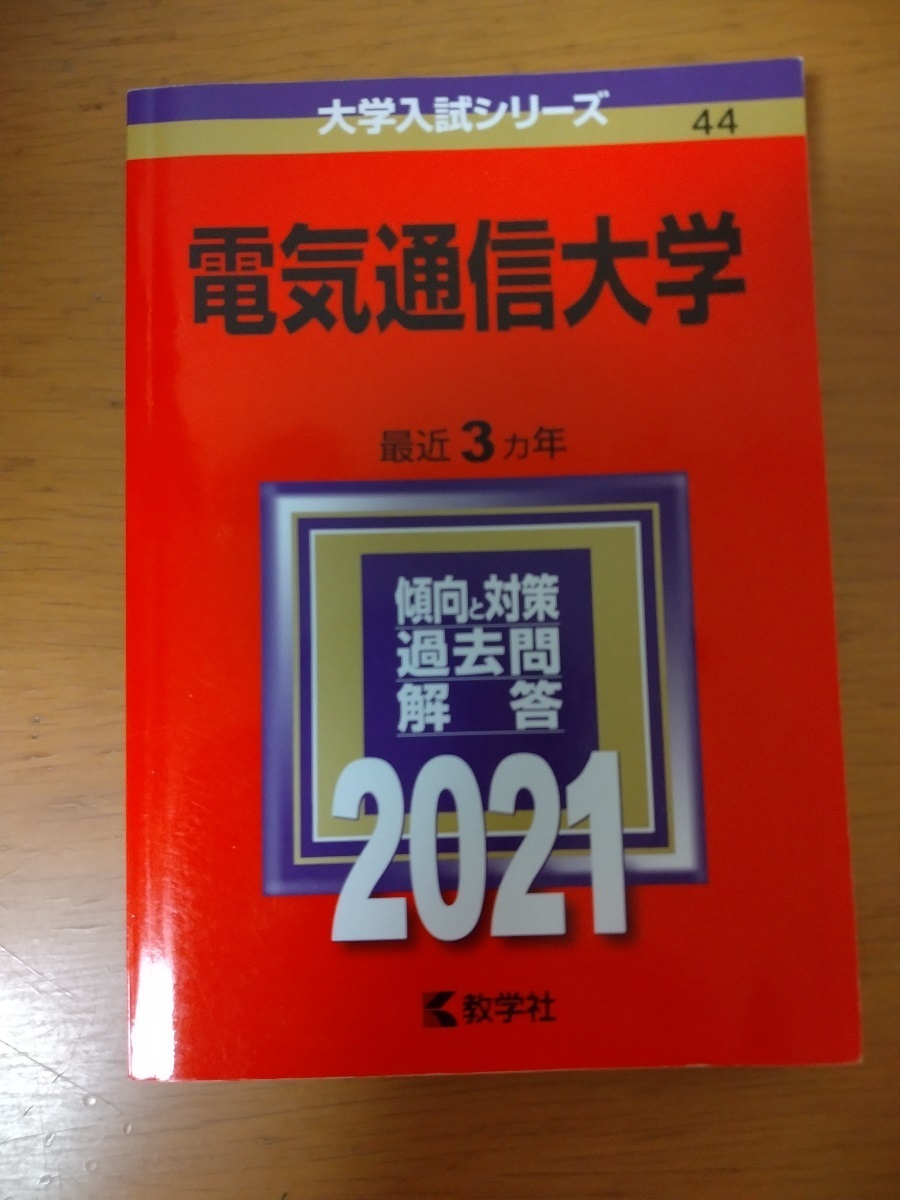 大学入試シリーズ
44
電気通信大学
最近3カ年
傾向と対策
過去問
解答
2021
教学社